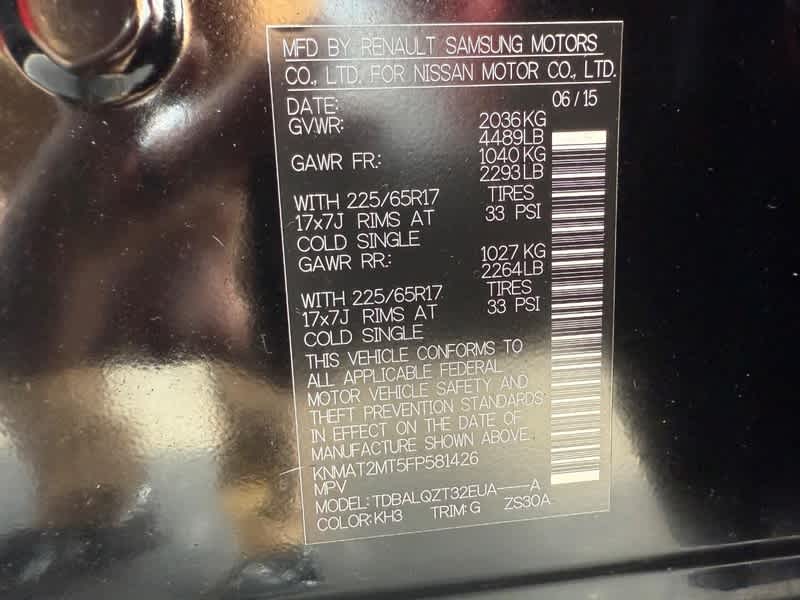 MFD BY RENAULT SAMSUNG MOTORS
CO., LTD. FOR NISSAN MOTOR CO., LTD.
DATE: 06/15
GVWR: 2036KG
4489LB
GAWR FR: 1040KG
2293LB
WITH 225/65R17 TIRES
17x7J RIMS AT 33 PSI
COLD SINGLE
GAWR RR: 1027 KG
2264LB
WITH 225/65R17 TIRES
17x7J RIMS AT 33 PSI
COLD SINGLE
THIS VEHICLE CONFORMS TO
ALL APPLICABLE FEDERAL
MOTOR VEHICLE SAFETY AND
THEFT PREVENTION STANDARDS
IN EFFECT ON THE DATE OF
MANUFACTURE SHOWN ABOVE.
KNMAT2MT5FP581426
MPV
MODEL: TDBALQZT32EUA----A
COLOR: KH3 TRIM: G ZS30A